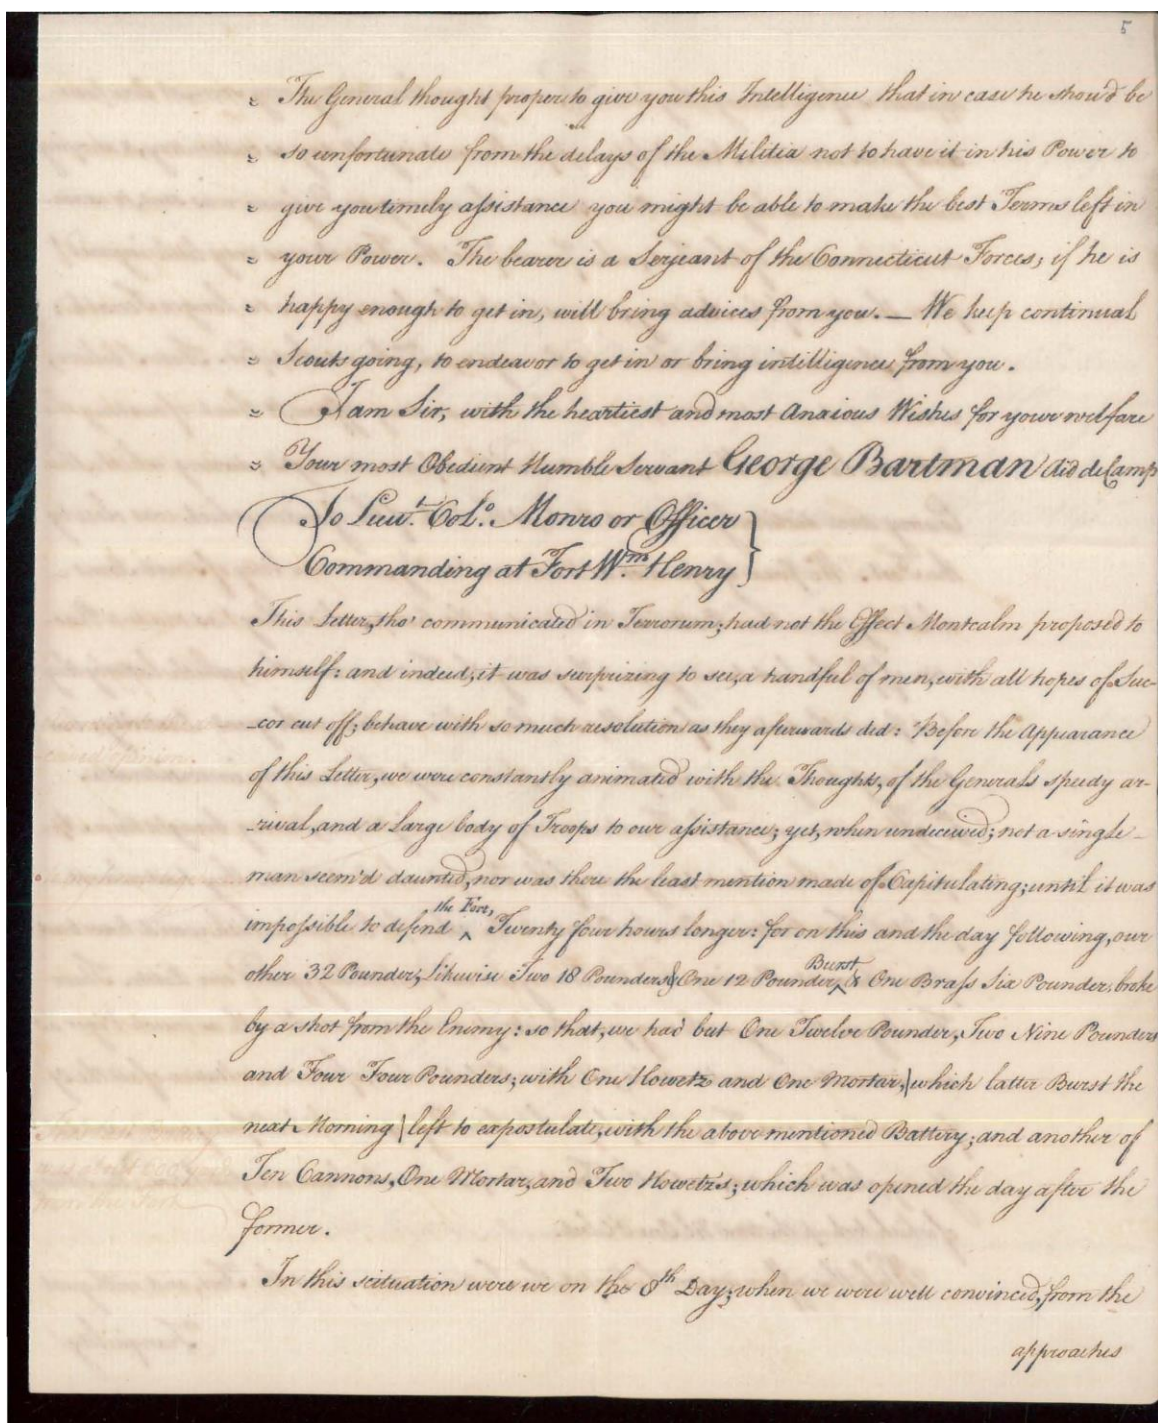 5
" The General thought proper to give you this Intelligence that in case he shou'd be
" so unfortunate from the delays of the Militia not to have it in his Power to
" give you timely assistance you might be able to make the best Terms left in
" your Power. The bearer is a Serjeant of the Connecticut Forces; if he is
" happy enough to get in, will bring advices from you. — We keep continual
" Scouts going, to endeavor to get in or bring intilligence from you.
" I am Sir, with the heartiest and most Anxious Wishes for your welfare
" Your most Obedient Humble Servant George Bartman Aid de Camp
To Lieut. Colo. Monro or Officer
Commanding at Fort Wm. Henry
This Letter, tho' communicated in Terrorum; had not the Effect Montcalm proposed to
himself: and indeed, it was surprizing to see, a handful of men, with all hopes of Suc-
-cor cut off; behave with so much resolution as they afterwards did: Before the Appearance
of this Letter, we were constantly animated with the Thoughts, of the Generals speedy ar-
-rival, and a Large body of Troops to our assistance; yet, when undeceived; not a single
man seem'd daunted, nor was there the least mention made of Capitulating; until it was
impossible to defend ^ the Fort, Twenty four hours longer: for on this and the day following, our
other 32 Pounder, Likewise Two 18 Pounders & One 12 Pounder ^ Burst & One Brass Six Pounder, broke
by a shot from the Enemy: so that, we had but One Twelve Pounder, Two Nine Pounders
and Four Four Pounders; with One Howetz and One Mortar, \ which latter Burst the
next Morning \ left to expostulate, with the above mentioned Battery; and another of
Ten Cannons, One Mortar, and Two Howetz's; which was opened the day after the
former.
In this scituation were we on the 8th Day; when we were well convinced, from the
approaches